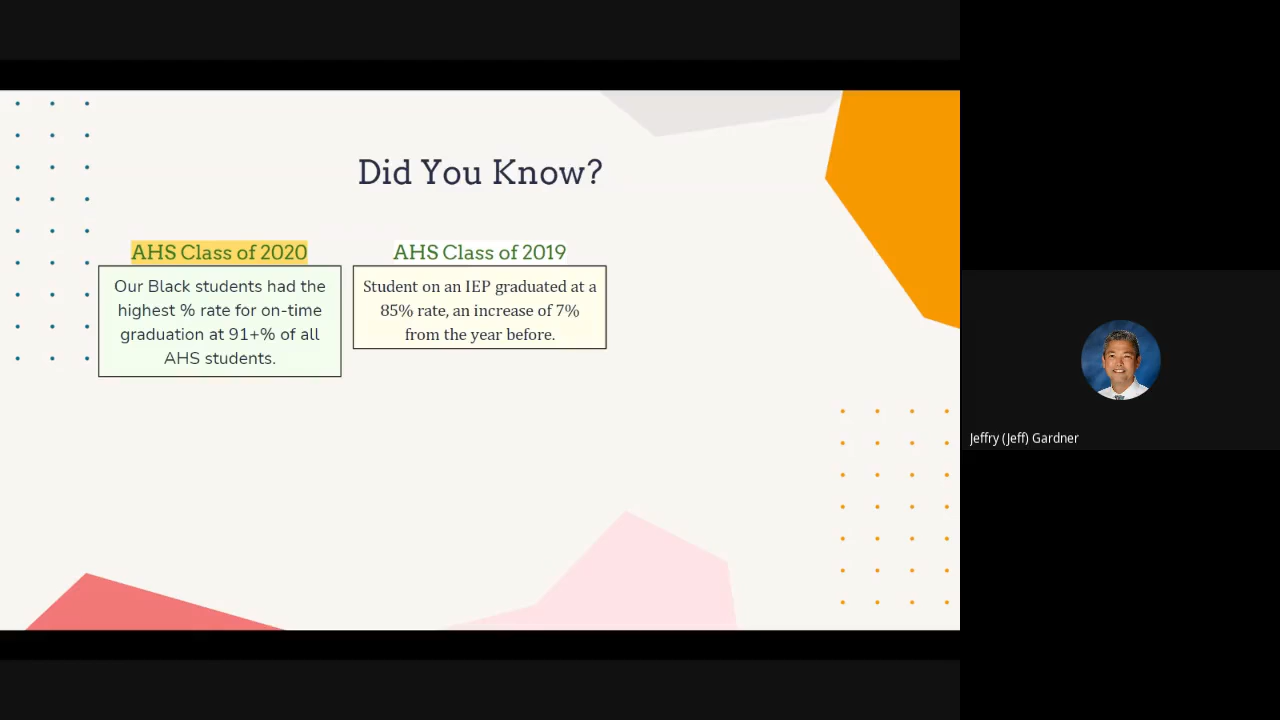 Did You Know?
AHS Class of 2020
Our Black students had the
highest % rate for on-time
graduation at 91+% of all
AHS students.
AHS Class of 2019
Student on an IEP graduated at a
85% rate, an increase of 7%
from the year before.
Jeffry (Jeff) Gardner